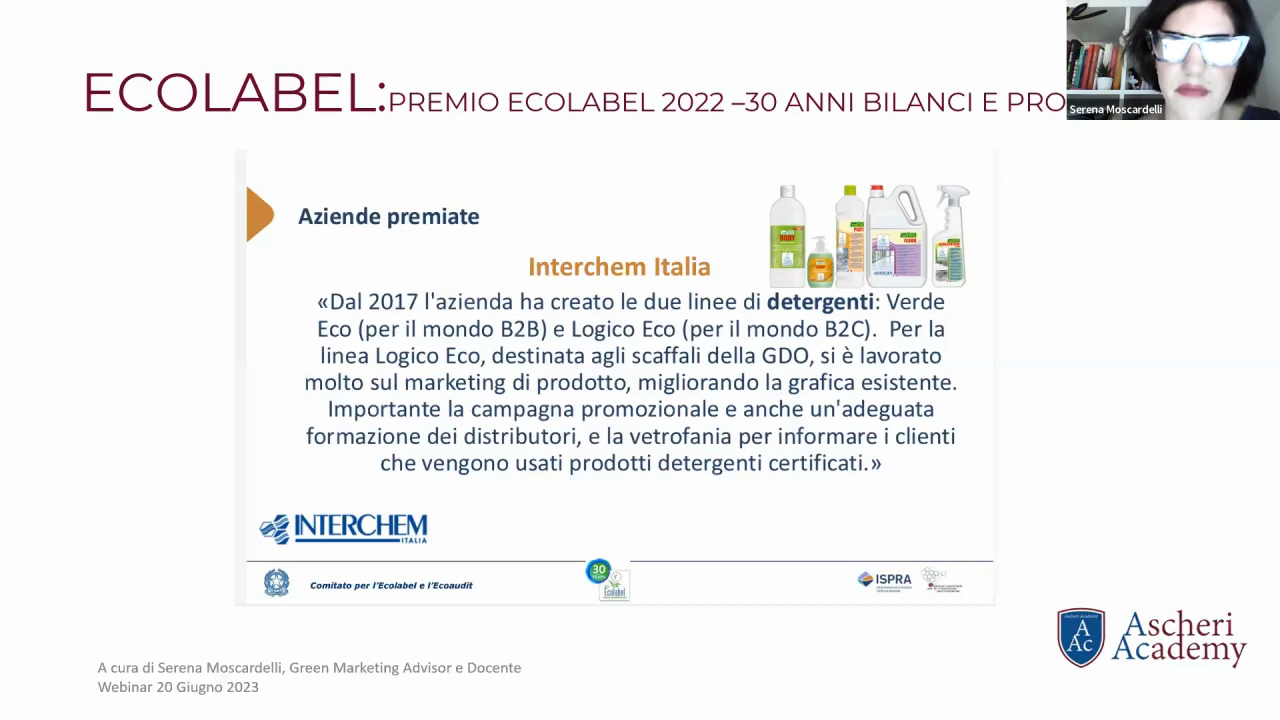 ECOLABEL:PREMIO ECOLABEL 2022 –30 ANNI BILANCI E PRO
Serena Moscardelli
Aziende premiate
Interchem Italia
«Dal 2017 l'azienda ha creato le due linee di detergenti: Verde
Eco (per il mondo B2B) e Logico Eco (per il mondo B2C).  Per la
linea Logico Eco, destinata agli scaffali della GDO, si è lavorato
molto sul marketing di prodotto, migliorando la grafica esistente.
Importante la campagna promozionale e anche un'adeguata
formazione dei distributori, e la vetrofania per informare i clienti
che vengono usati prodotti detergenti certificati.»
INTERCHEM
ITALIA
Comitato per l'Ecolabel e l'Ecoaudit
30
YEARS
Ecolabel
ISPRA
A cura di Serena Moscardelli, Green Marketing Advisor e Docente
Webinar 20 Giugno 2023
Ascheri Academy
A
Ac
Ascheri
Academy